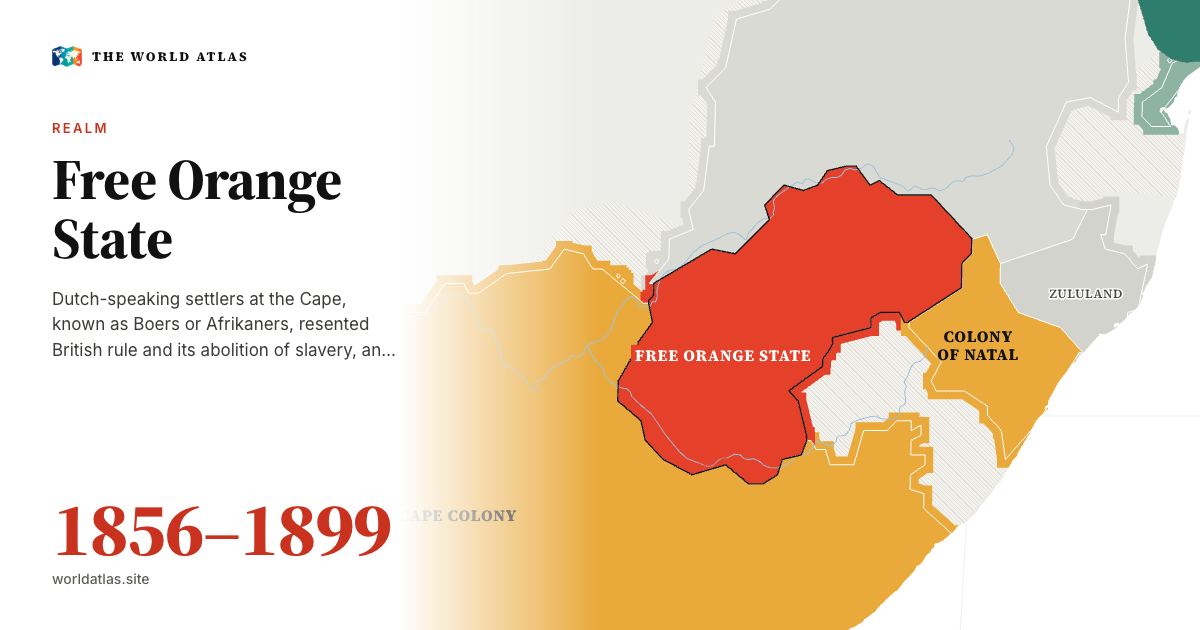 THE WORLD ATLAS
REALM
Free Orange
State
Dutch-speaking settlers at the Cape,
known as Boers or Afrikaners, resented
British rule and its abolition of slavery, an...
1856–1899
worldatlas.site
CAPE COLONY
FREE ORANGE STATE
COLONY
OF NATAL
ZULULAND